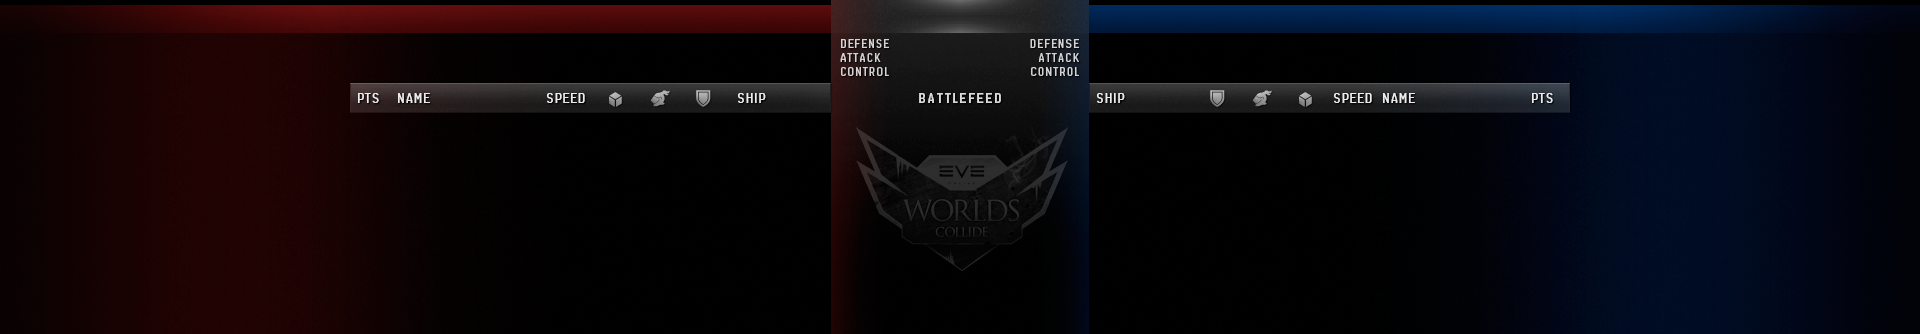 DEFENSE DEFENSE
ATTACK ATTACK
CONTROL CONTROL
PTS NAME SPEED SHIP BATTLEFEED SHIP SPEED NAME PTS
EVE
WORLDS
COLLIDE